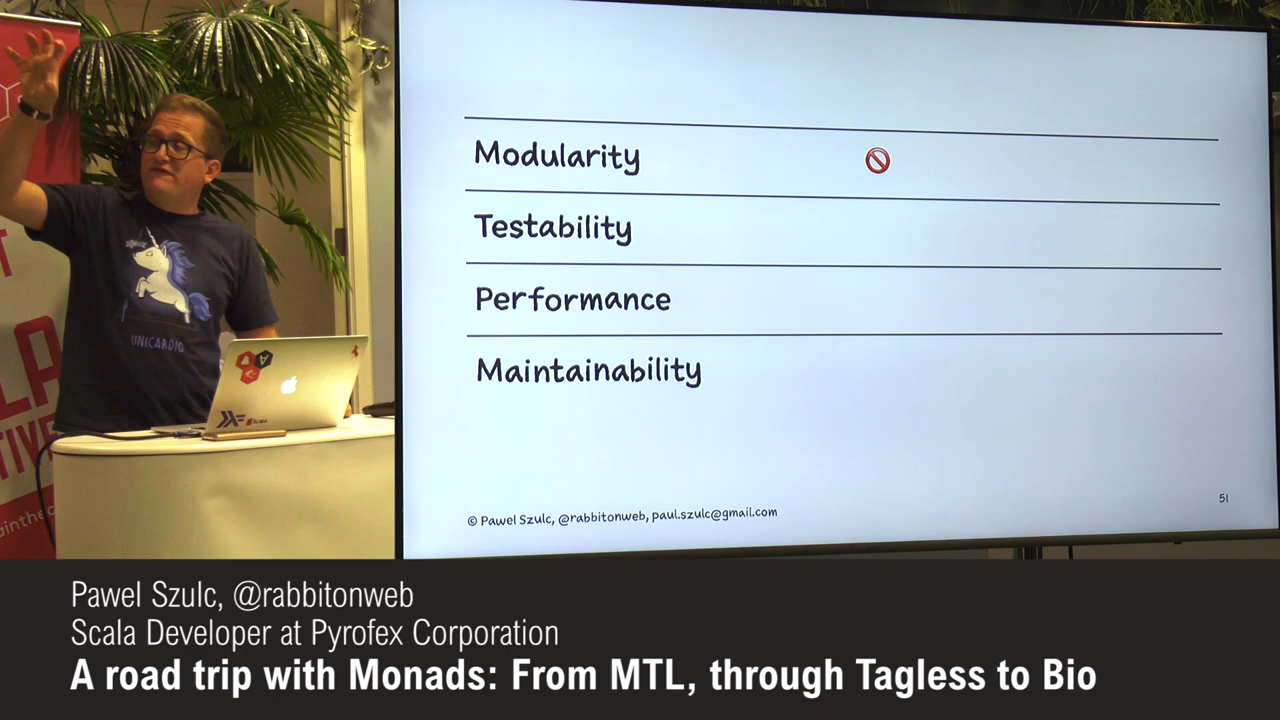 Modularity
Testability
Performance
Maintainability
51
© Pawel Szulc, @rabbitonweb, paul.szulc@gmail.com
UNICARDIO
Scala
Pawel Szulc, @rabbitonweb
Scala Developer at Pyrofex Corporation
A road trip with Monads: From MTL, through Tagless to Bio